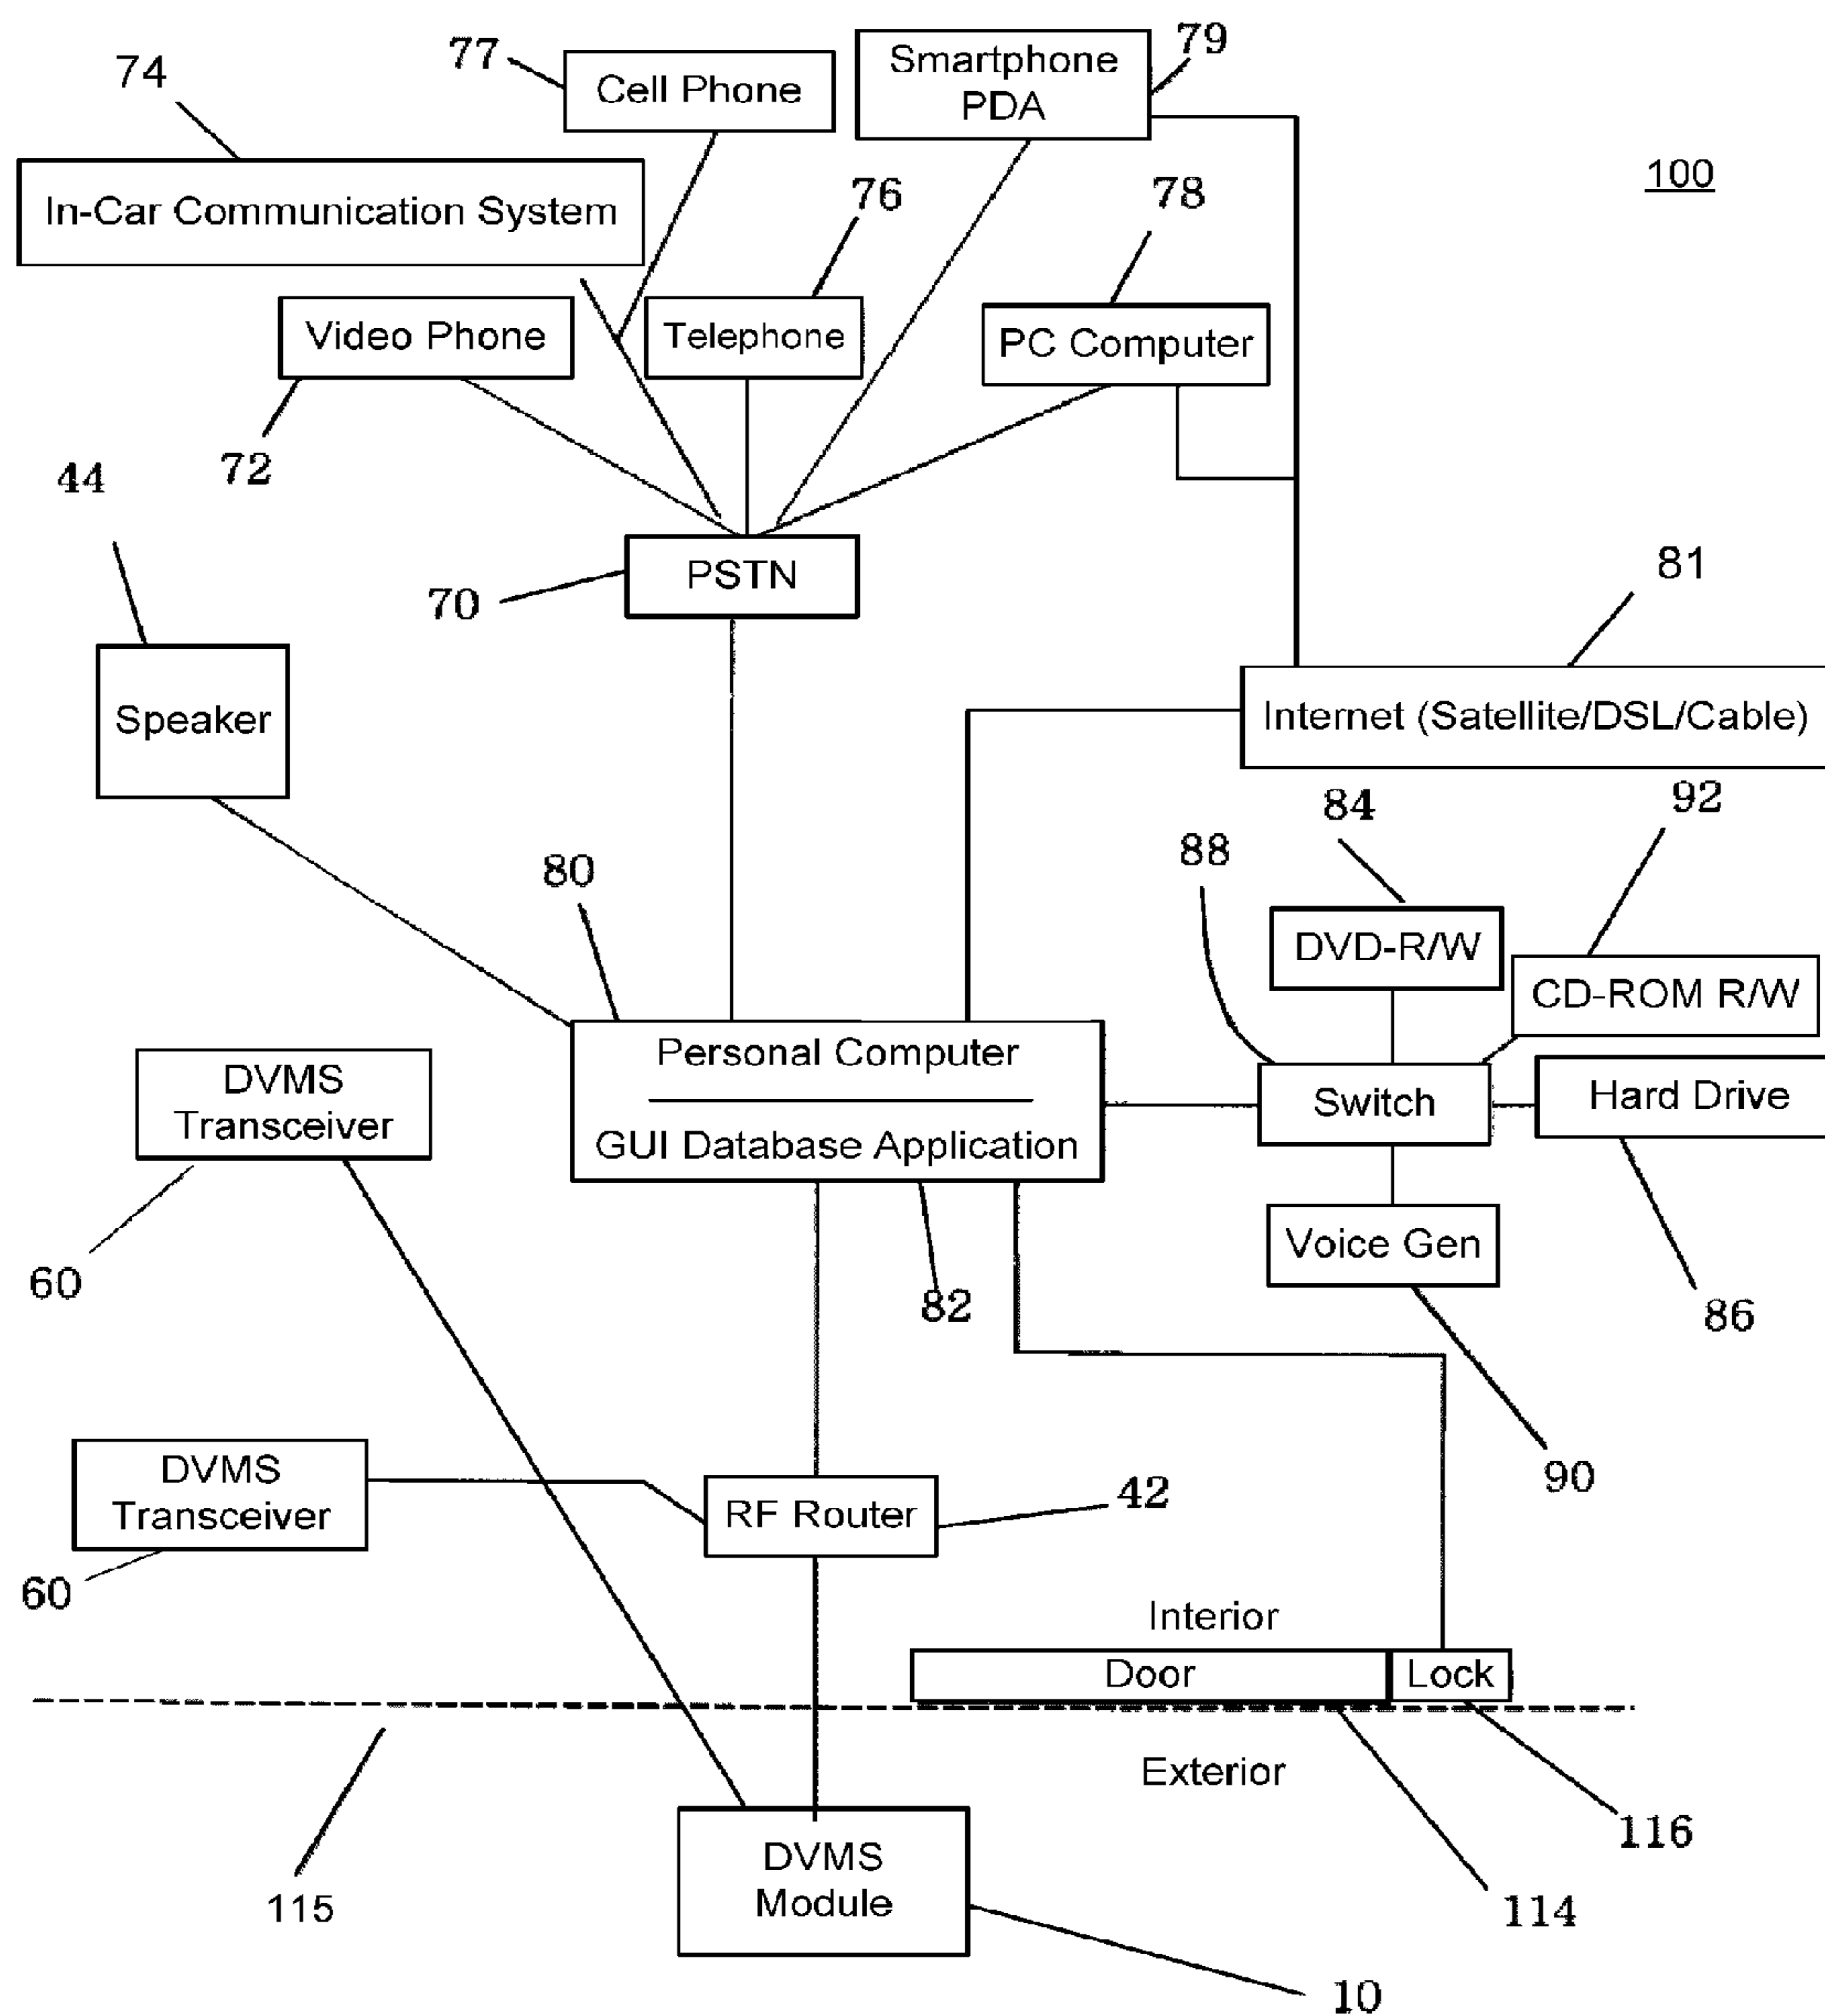 77
Cell Phone
Smartphone
PDA
79
74
In-Car Communication System
76
78
100
Video Phone
Telephone
PC Computer
72
44
PSTN
70
81
Speaker
Internet (Satellite/DSL/Cable)
84
92
88
80
DVD-R/W
CD-ROM R/W
Personal Computer
GUI Database Application
DVMS
Transceiver
Switch
Hard Drive
60
82
Voice Gen
86
90
DVMS
Transceiver
RF Router
42
60
Interior
Door
Lock
Exterior
115
116
DVMS
Module
114
10